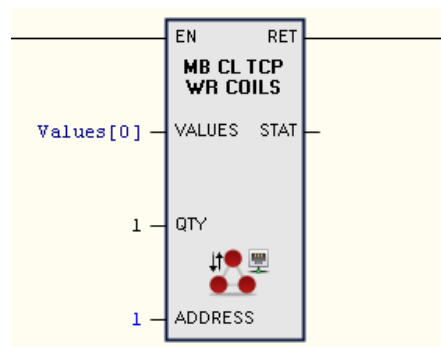 EN RET
MB CL TCP
WR COILS
Values[0] VALUES STAT
1 QTY
1 ADDRESS